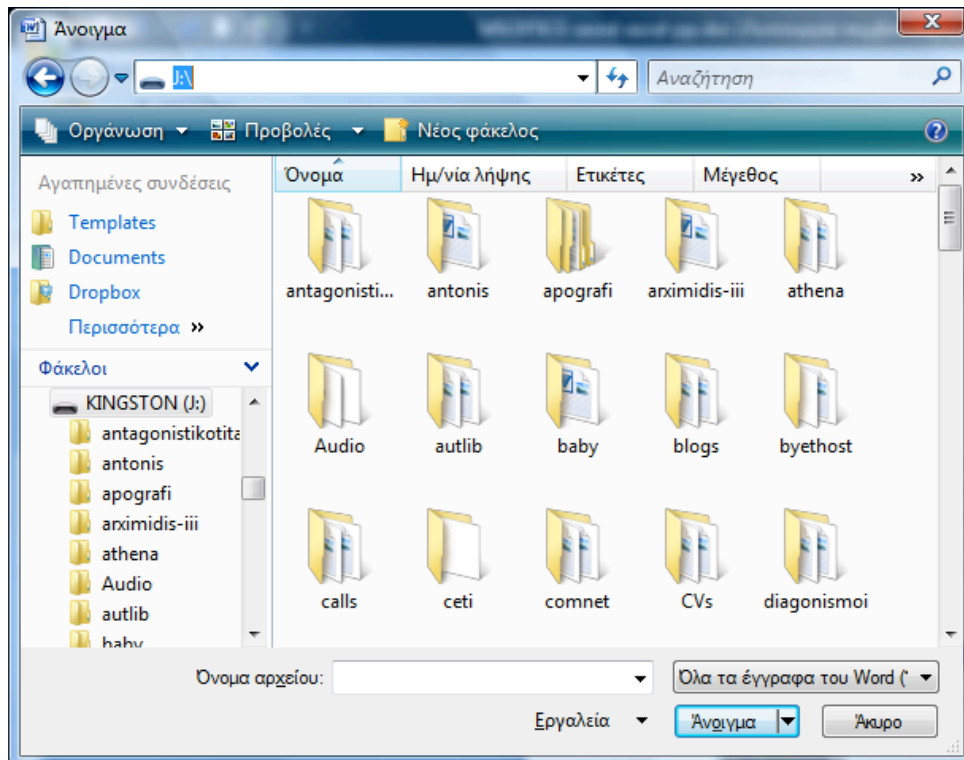 Άνοιγμα
J:\
Αναζήτηση
Οργάνωση Προβολές Νέος φάκελος
Αγαπημένες συνδέσεις
Templates
Documents
Dropbox
Περισσότερα »
Φάκελοι
KINGSTON (J:)
antagonistikotita
antonis
apografi
arximidis-iii
athena
Audio
autlib
baby
Όνομα Ημ/νία λήψης Ετικέτες Μέγεθος »
antagonisti... antonis apografi arximidis-iii athena
Audio autlib baby blogs byethost
calls ceti comnet CVs diagonismoi
Όνομα αρχείου:
Όλα τα έγγραφα του Word (*
Εργαλεία Άνοιγμα Άκυρο